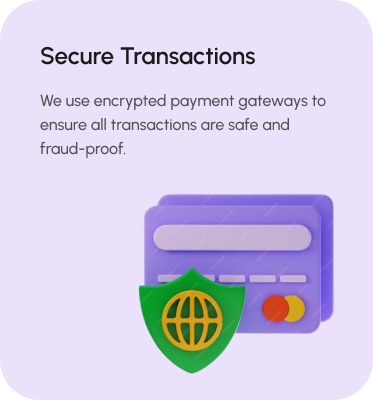 Secure Transactions
We use encrypted payment gateways to
ensure all transactions are safe and
fraud-proof.